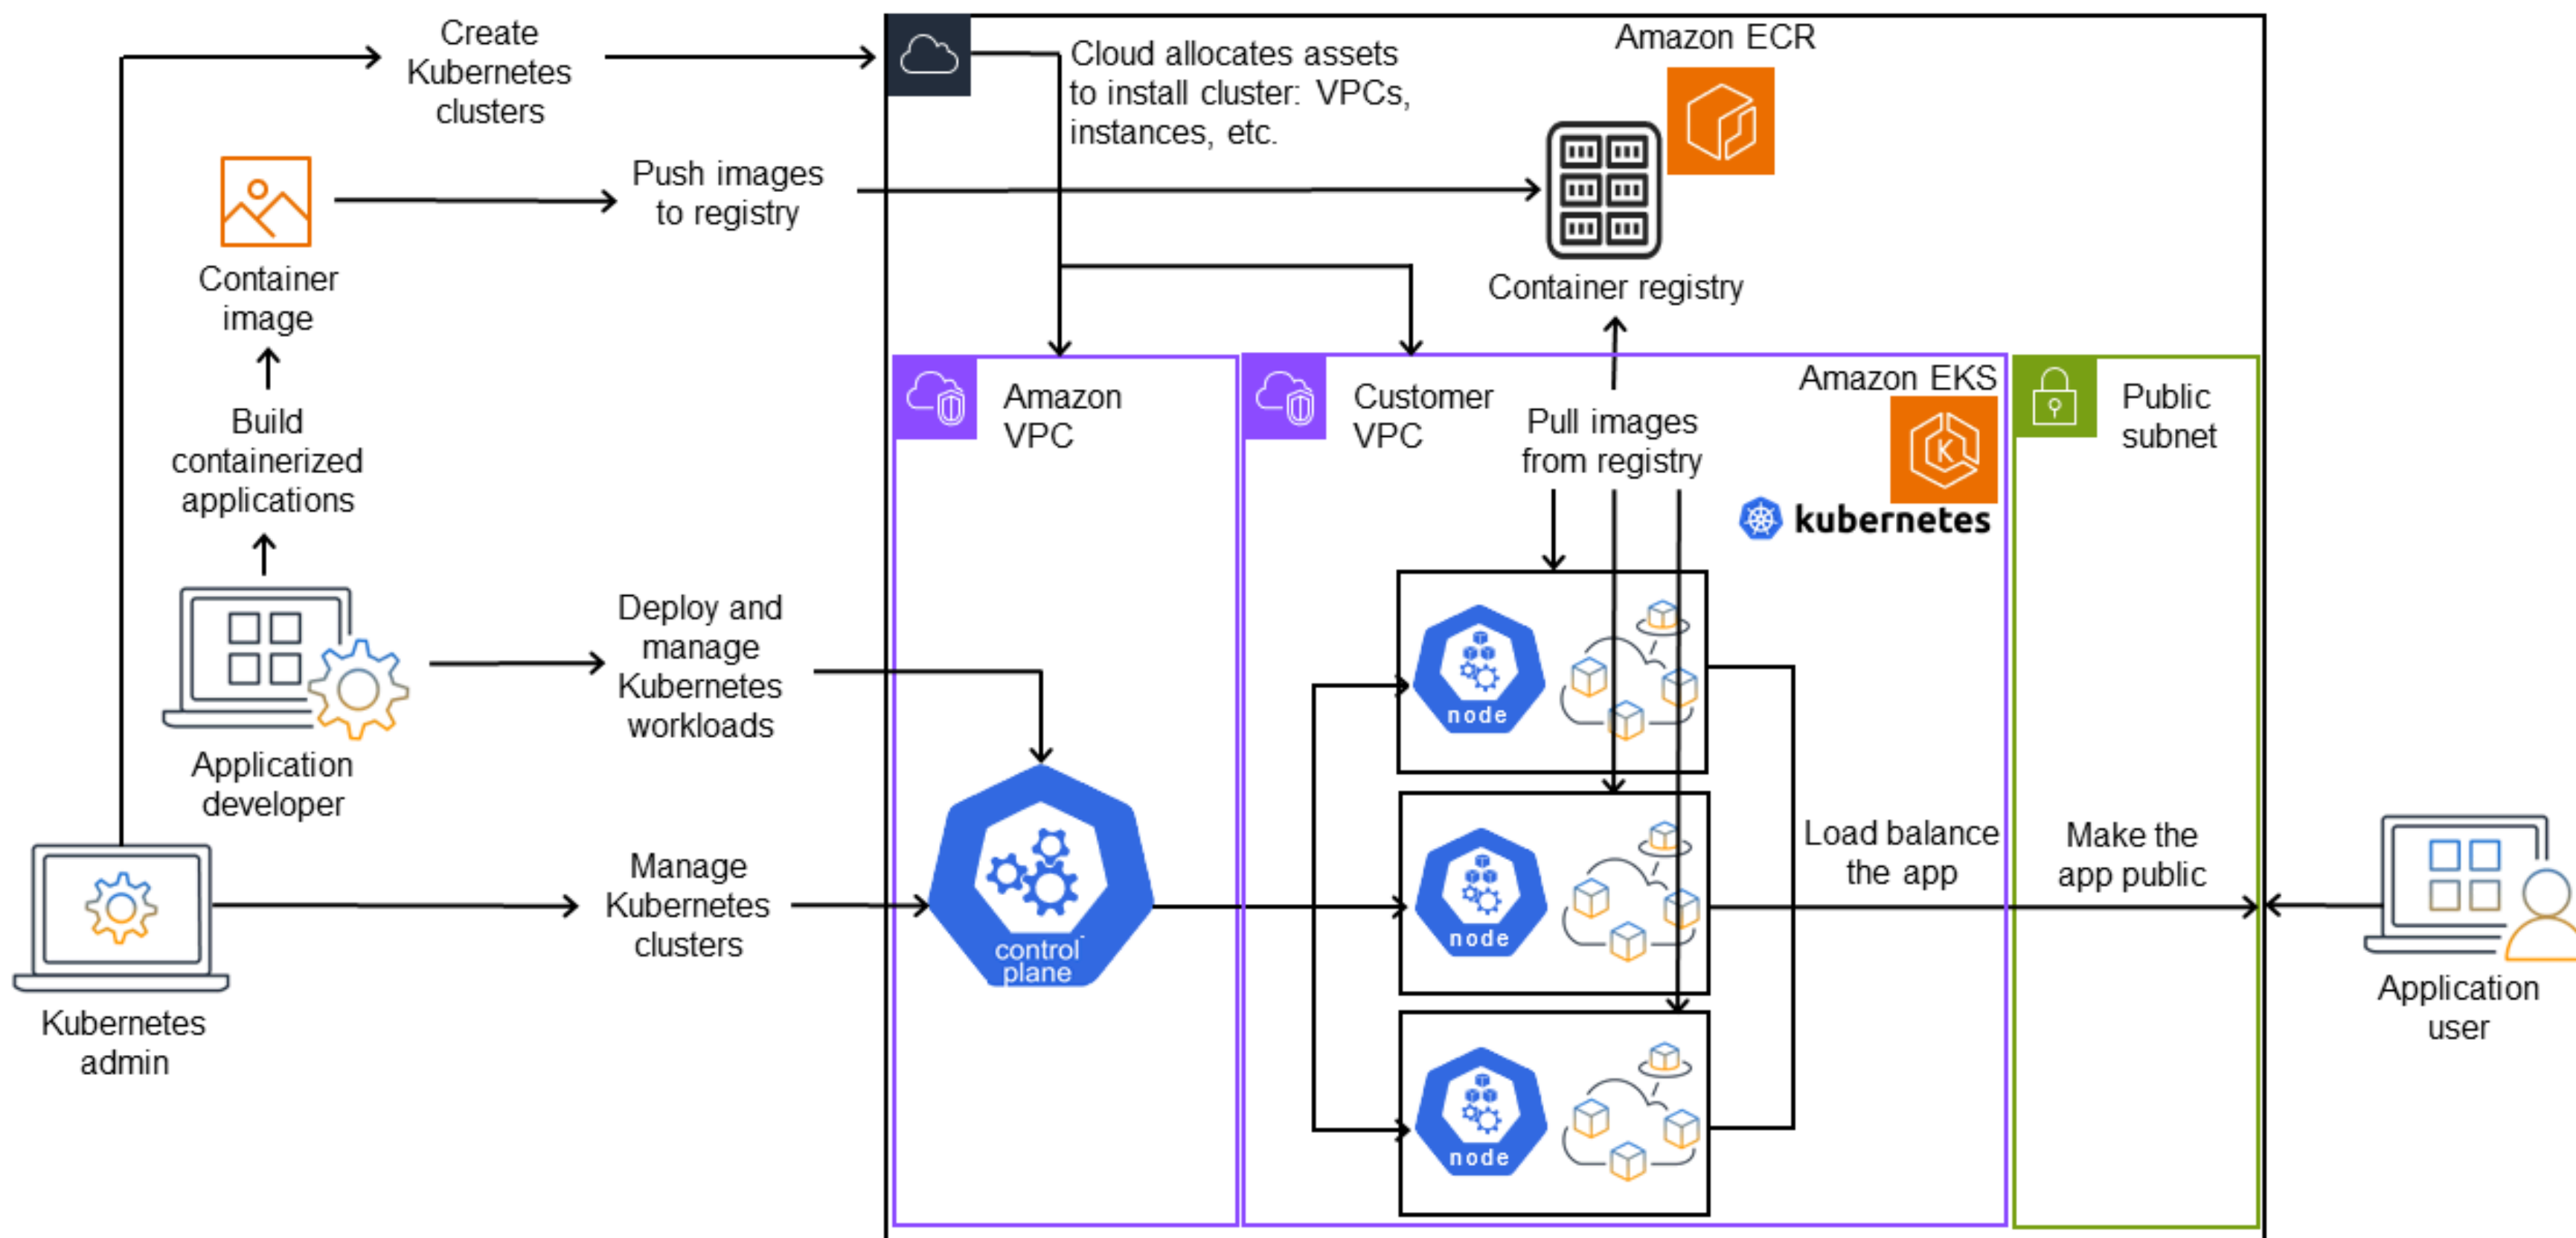 Create
Kubernetes
clusters
Cloud allocates assets
to install cluster: VPCs,
instances, etc.
Amazon ECR
Push images
to registry
Container
image
Container registry
Build
containerized
applications
Amazon
VPC
Customer
VPC
Pull images
from registry
Amazon EKS
kubernetes
Public
subnet
Application
developer
Deploy and
manage
Kubernetes
workloads
node
Kubernetes
admin
Manage
Kubernetes
clusters
control
plane
node
Load balance
the app
Make the
app public
Application
user
node